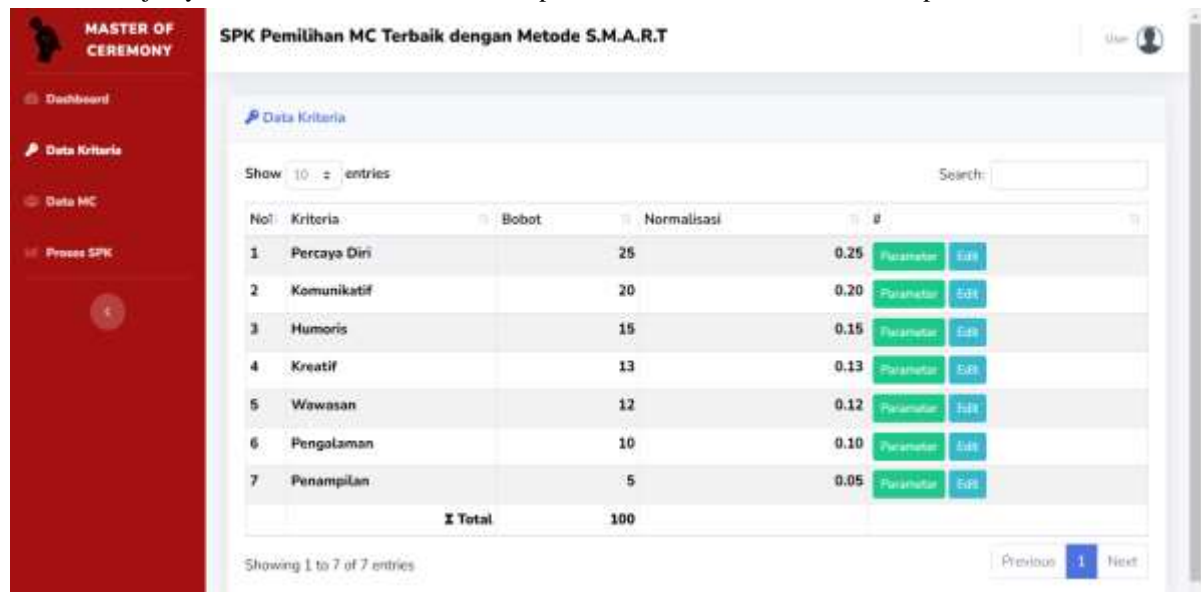 MASTER OF
CEREMONY
SPK Pemilihan MC Terbaik dengan Metode S.M.A.R.T
User
Dashboard
Data Kriteria
Data MC
Proses SPK
Data Kriteria
Show 10 entries
Search:
No Kriteria Bobot Normalisasi #
1 Percaya Diri 25 0.25 Parameter Edit
2 Komunikatif 20 0.20 Parameter Edit
3 Humoris 15 0.15 Parameter Edit
4 Kreatif 13 0.13 Parameter Edit
5 Wawasan 12 0.12 Parameter Edit
6 Pengalaman 10 0.10 Parameter Edit
7 Penampilan 5 0.05 Parameter Edit
Σ Total 100
Showing 1 to 7 of 7 entries
Previous 1 Next